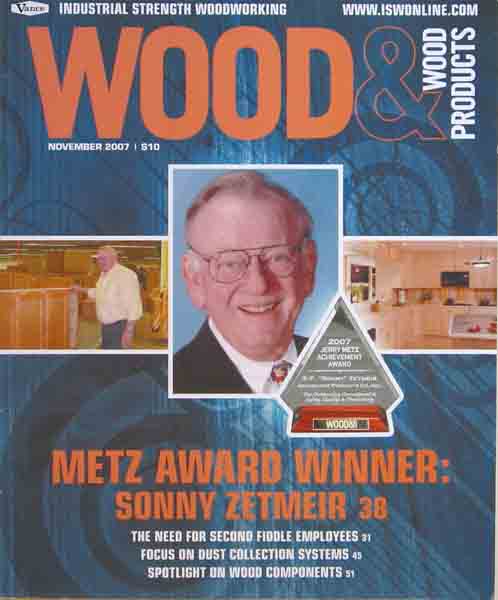 Vance
INDUSTRIAL STRENGTH WOODWORKING
WWW.ISWONLINE.COM
WOOD &
WOOD
PRODUCTS
NOVEMBER 2007 | $10
2007
JERRY METZ
ACHIEVEMENT
AWARD
WOOD&
METZ AWARD WINNER:
SONNY ZETMEIR 38
THE NEED FOR SECOND FIDDLE EMPLOYEES 31
FOCUS ON DUST COLLECTION SYSTEMS 45
SPOTLIGHT ON WOOD COMPONENTS 51